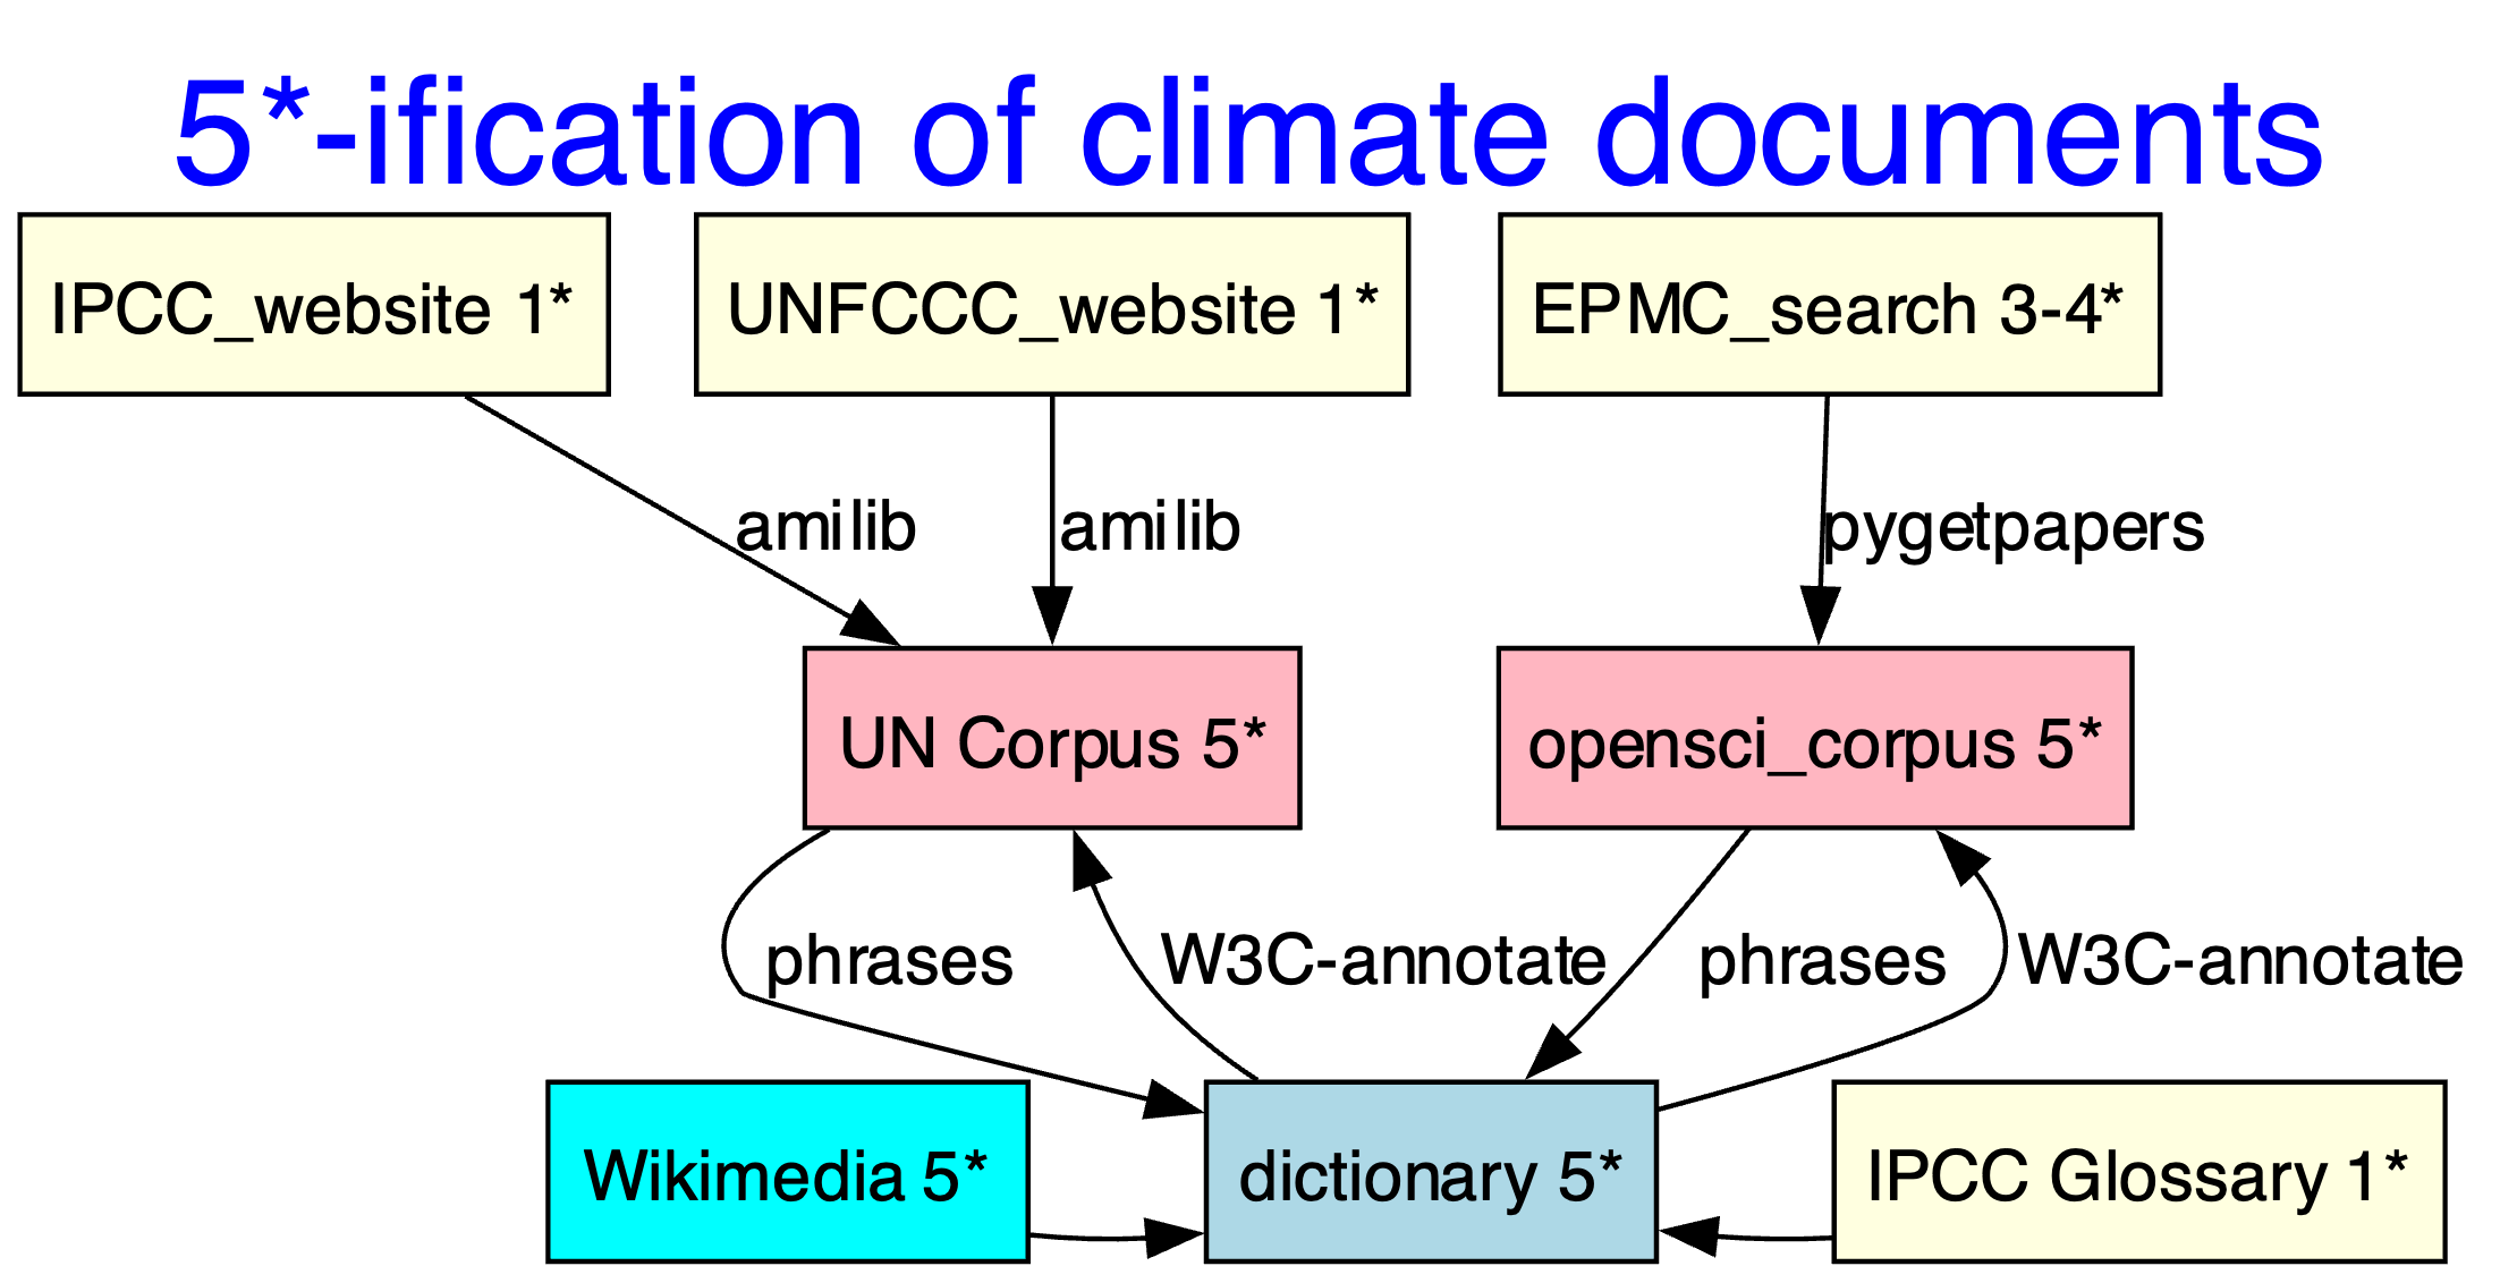 5*-ification of climate documents
IPCC_website 1*
UNFCCC_website 1*
EPMC_search 3-4*
amilib
amilib
pygetpapers
UN Corpus 5*
opensci_corpus 5*
phrases
W3C-annotate
phrases
W3C-annotate
Wikimedia 5*
dictionary 5*
IPCC Glossary 1*